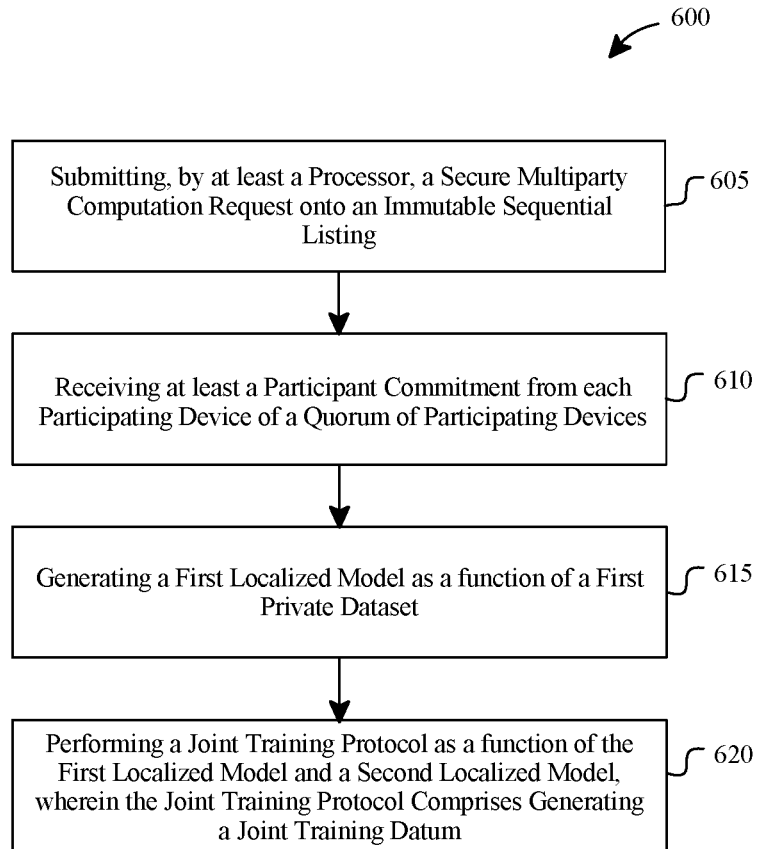 600
Submitting, by at least a Processor, a Secure Multiparty
Computation Request onto an Immutable Sequential
Listing
605
Receiving at least a Participant Commitment from each
Participating Device of a Quorum of Participating Devices
610
Generating a First Localized Model as a function of a First
Private Dataset
615
Performing a Joint Training Protocol as a function of the
First Localized Model and a Second Localized Model,
wherein the Joint Training Protocol Comprises Generating
a Joint Training Datum
620